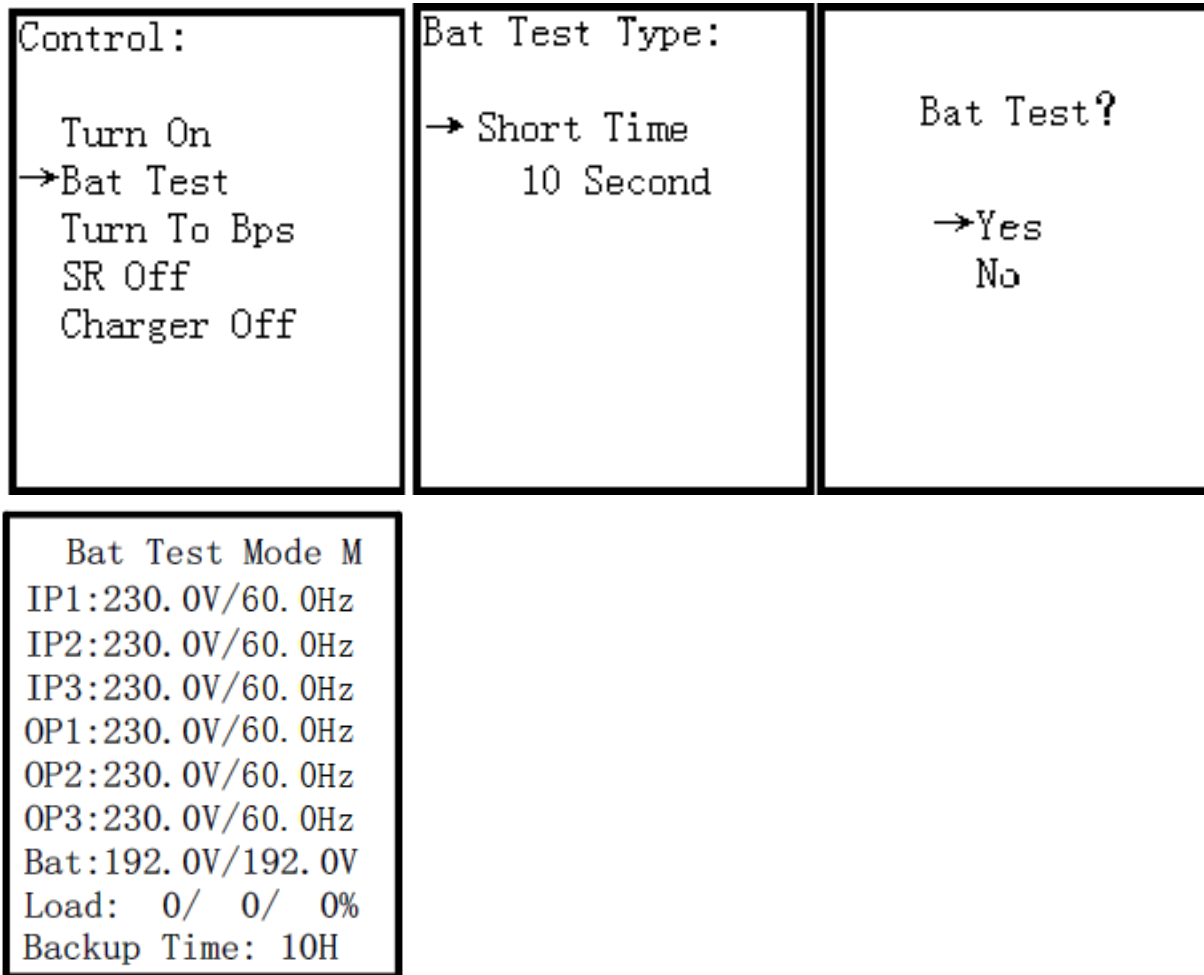 Control:
Turn On
→Bat Test
Turn To Bps
SR Off
Charger Off
Bat Test Type:
→ Short Time
10 Second
Bat Test?
→Yes
No
Bat Test Mode M
IP1:230.0V/60.0Hz
IP2:230.0V/60.0Hz
IP3:230.0V/60.0Hz
OP1:230.0V/60.0Hz
OP2:230.0V/60.0Hz
OP3:230.0V/60.0Hz
Bat:192.0V/192.0V
Load: 0/ 0/ 0%
Backup Time: 10H